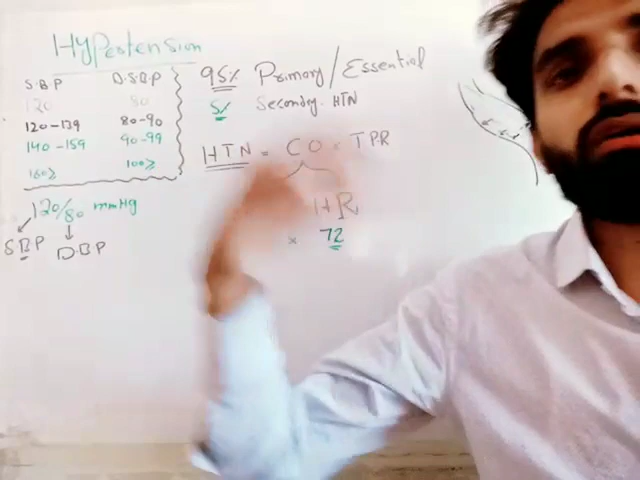 Hypertension
S.B.P D.S.B.P
120 80
120-139 80-90
140-159 90-99
160≥ 100≥
120/80 mmHg
SBP D.BP
95% Primary/Essential
5% Secondary HTN
HTN = CO × TPR
HR
× 72